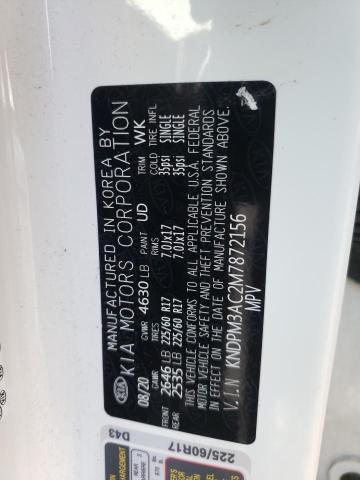 MANUFACTURED IN KOREA BY
KIA KIA MOTORS CORPORATION
08/20 GVWR 4630 LB PAINT UD TRIM WK
GAWR RIMS COLD TIRE INFL
FRONT 2646 LB 225/60 R17 7.0Jx17 35psi SINGLE
REAR 2535 LB 225/60 R17 7.0Jx17 35psi SINGLE
THIS VEHICLE CONFORMS TO ALL APPLICABLE U.S.A. FEDERAL
MOTOR VEHICLE SAFETY AND THEFT PREVENTION STANDARDS
IN EFFECT ON THE DATE OF MANUFACTURE SHOWN ABOVE.
V.I.N KNDPM3AC2M7872156
MPV
D43
225/60R17